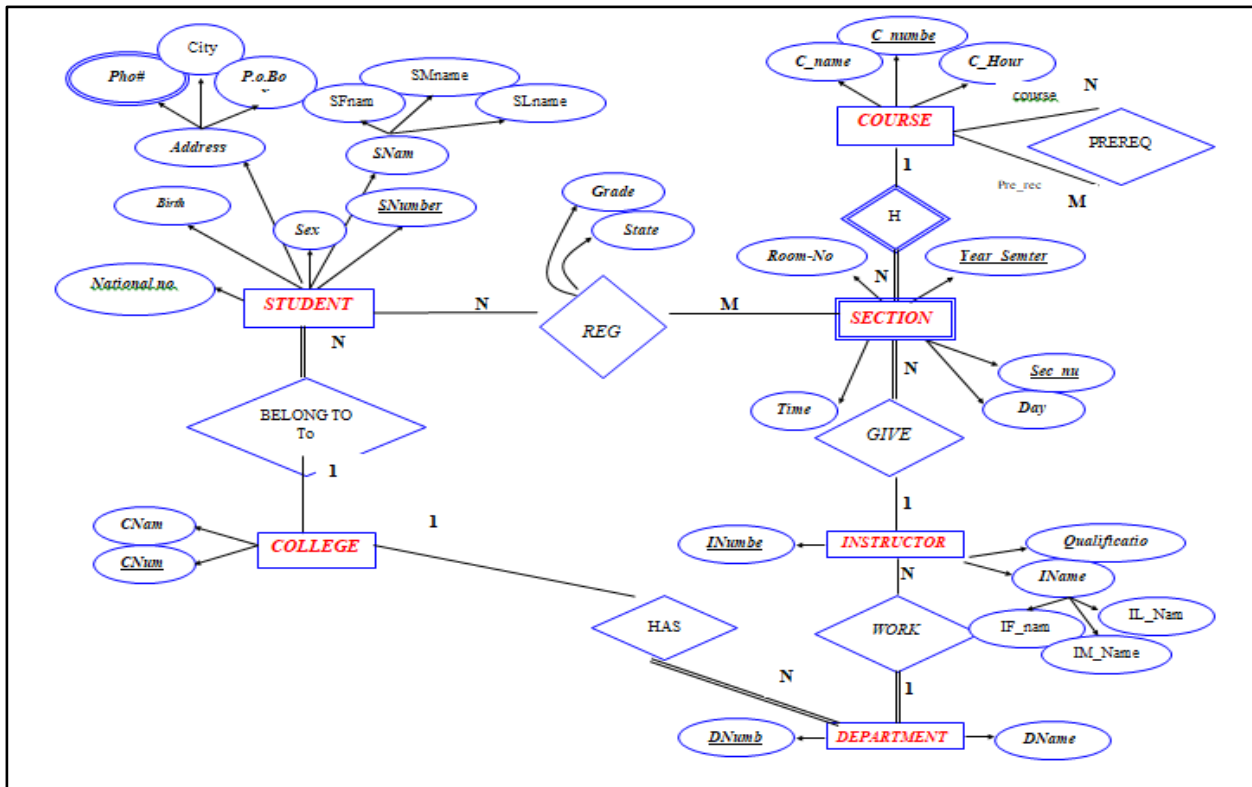 City
Pho#
P.o.Bo
SMname
SFnam
SLname
Address
SNam
Birth
Sex
SNumber
National.no.
STUDENT
N
N
BELONG TO
To
1
CNam
CNum
COLLEGE
1
Grade
State
REG
M
C_numbe
C_name
C_Hour
course
N
COURSE
PREREQ
1
Pre_rec
M
H
Room-No
Year_Semter
N
SECTION
N
Sec_nu
Time
Day
GIVE
1
INumbe
INSTRUCTOR
Qualificatio
IName
N
IF_nam
IL_Nam
IM_Name
HAS
WORK
N
1
DNumb
DEPARTMENT
DName